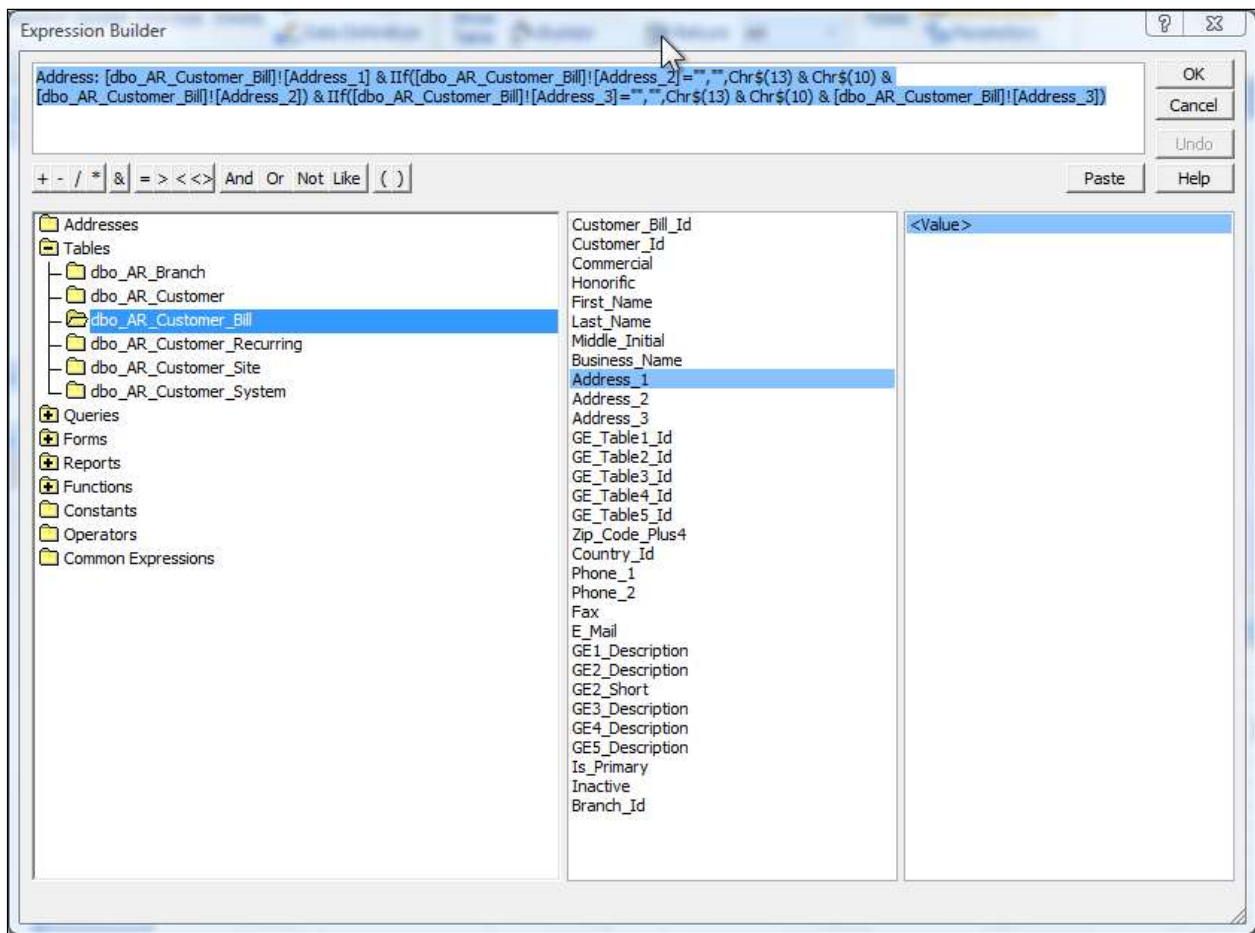 Expression Builder
Address: [dbo_AR_Customer_Bill]![Address_1] & IIf([dbo_AR_Customer_Bill]![Address_2]="","",Chr$(13) & Chr$(10) &
[dbo_AR_Customer_Bill]![Address_2]) & IIf([dbo_AR_Customer_Bill]![Address_3]="","",Chr$(13) & Chr$(10) & [dbo_AR_Customer_Bill]![Address_3])
OK
Cancel
Undo
+ - / * & = > < <> And Or Not Like ( )
Paste
Help
Addresses
Tables
dbo_AR_Branch
dbo_AR_Customer
dbo_AR_Customer_Bill
dbo_AR_Customer_Recurring
dbo_AR_Customer_Site
dbo_AR_Customer_System
Queries
Forms
Reports
Functions
Constants
Operators
Common Expressions
Customer_Bill_Id
Customer_Id
Commercial
Honorific
First_Name
Last_Name
Middle_Initial
Business_Name
Address_1
Address_2
Address_3
GE_Table1_Id
GE_Table2_Id
GE_Table3_Id
GE_Table4_Id
GE_Table5_Id
Zip_Code_Plus4
Country_Id
Phone_1
Phone_2
Fax
E_Mail
GE1_Description
GE2_Description
GE2_Short
GE3_Description
GE4_Description
GE5_Description
Is_Primary
Inactive
Branch_Id
<Value>